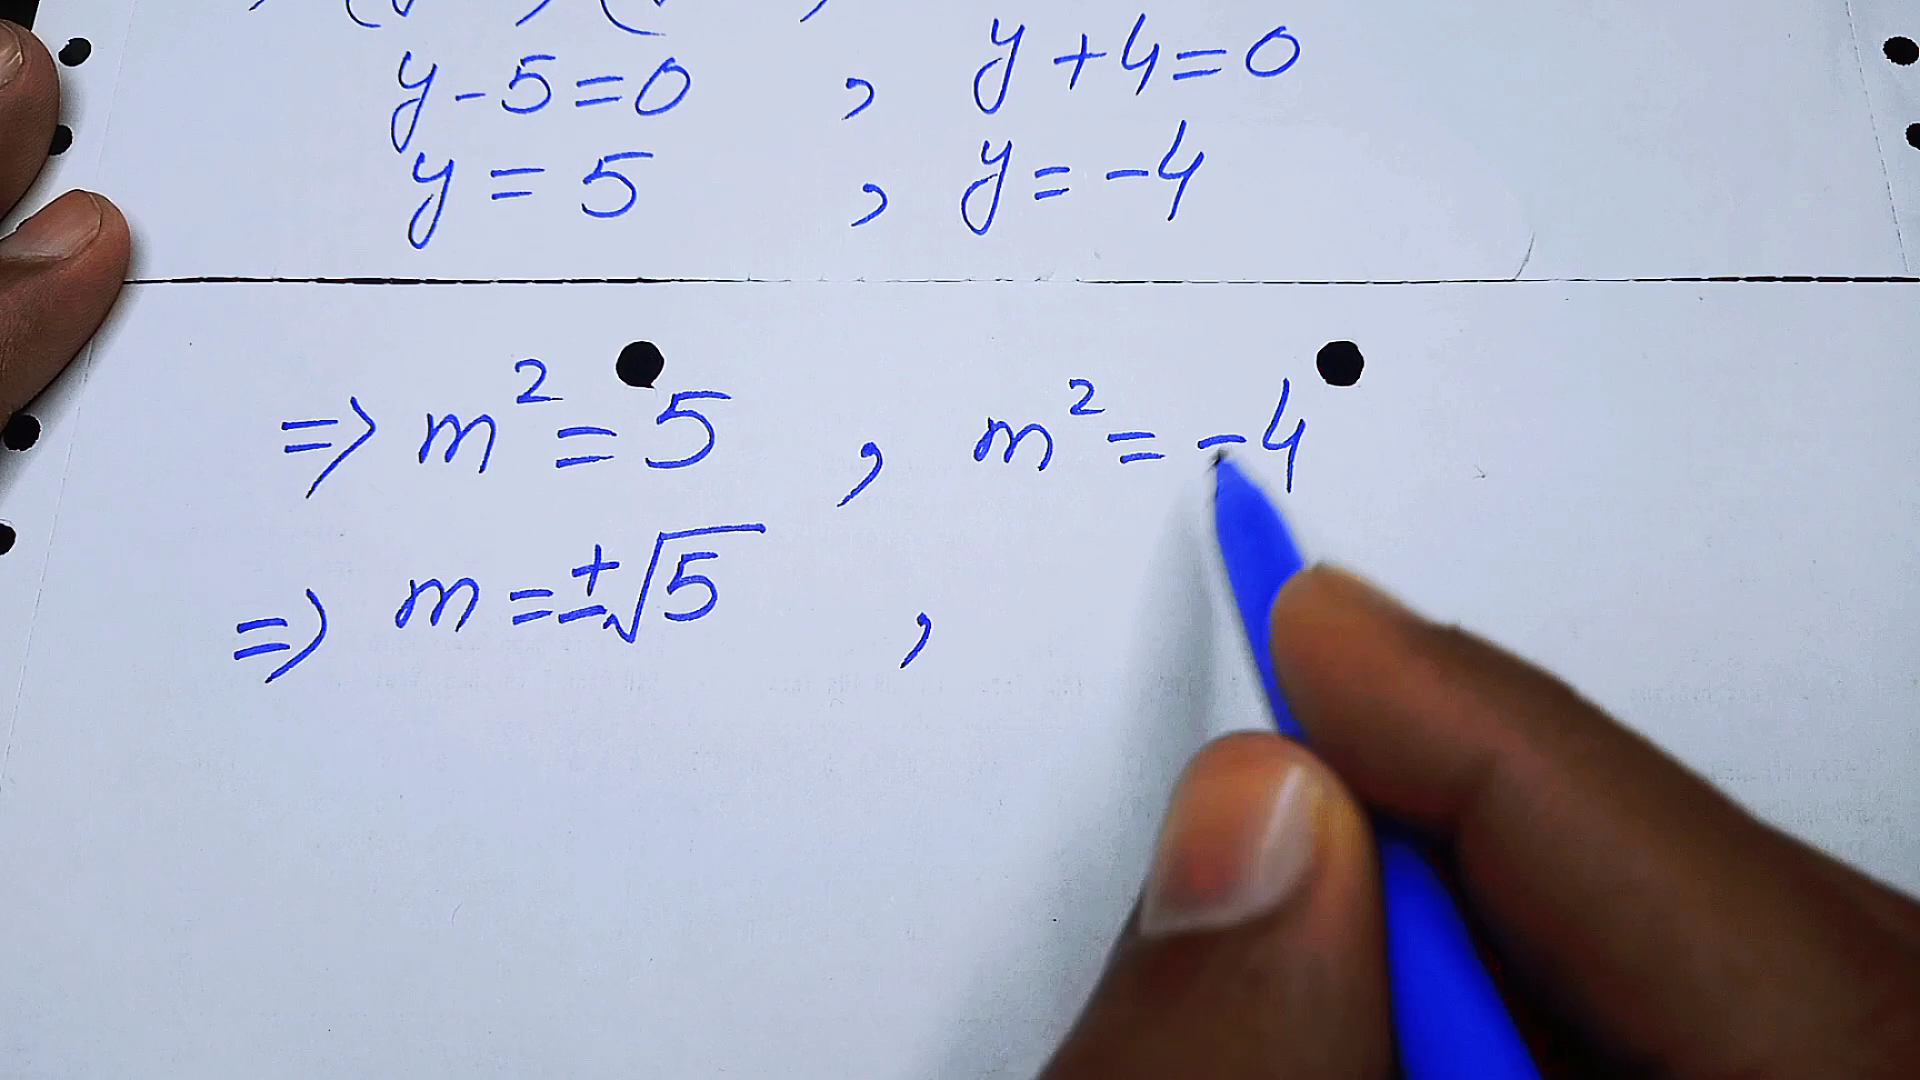 y - 5 = 0 , y + 4 = 0
y = 5 , y = -4
=> m² = 5 , m² = -4
=> m = ±√5 ,